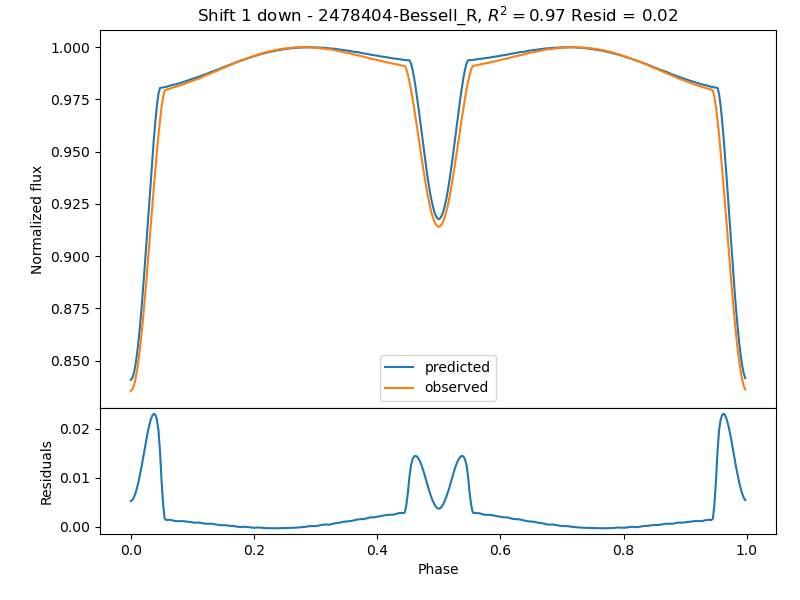 Shift 1 down - 2478404-Bessell_R, $R^2 = 0.97$ Resid = 0.02
1.000
0.975
0.950
0.925
0.900
0.875
0.850
Normalized flux
predicted
observed
0.02
0.01
0.00
Residuals
0.0 0.2 0.4 0.6 0.8 1.0
Phase